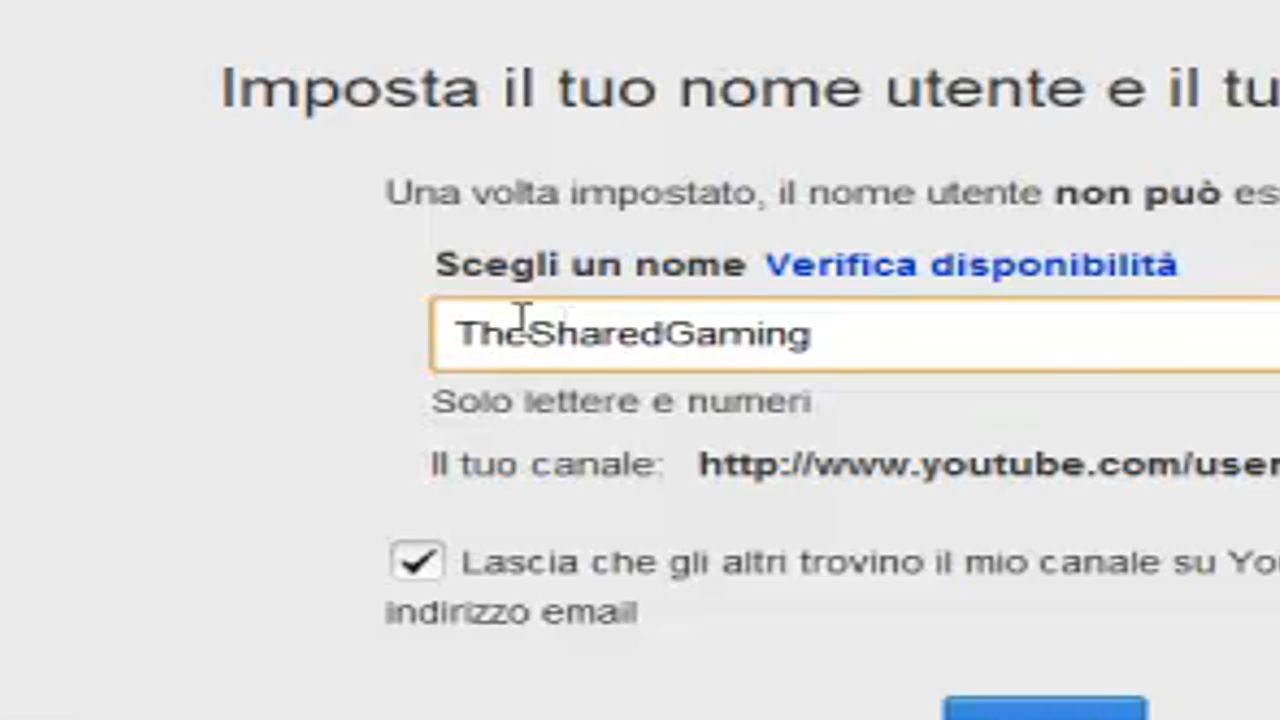 Imposta il tuo nome utente e il tu
Una volta impostato, il nome utente non può es
Scegli un nome Verifica disponibilità
TheSharedGaming
Solo lettere e numeri
Il tuo canale: http://www.youtube.com/user
Lascia che gli altri trovino il mio canale su You
indirizzo email